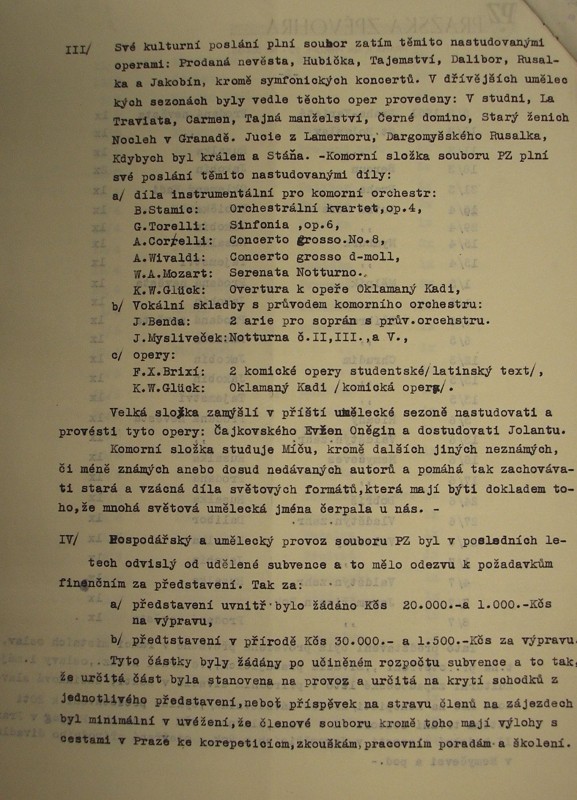 III/ Své kulturní poslání plní soubor zatím těmito nastudovanými
operami: Prodaná nevěsta, Hubička, Tajemství, Dalibor, Rusal-
ka a Jakobín, kromě symfonických koncertů. V dřívějších umělec
kých sezonách byly vedle těchto oper provedeny: V studni, La
Traviata, Carmen, Tajná manželství, Černé domino, Starý ženich
Nocleh v Granadě. Jucie z Lamermoru, Dargomyěského Rusalka,
Kdybych byl králem a Stáňa. -Komorní složka souboru PZ plní
své poslání těmito nastudovanými díly:
a/ díla instrumentální pro komorní orchestr:
B.Stamic: Orchestrální kvartet,op.4,
G.Torelli: Sinfonia ,op.6,
A.Correlli: Concerto grosso.No.8,
A.Wivaldi: Concerto grosso d-moll,
W.A.Mozart: Serenata Notturno.
K.W.Glück: Overtura k opeře Oklamaný Kadi,
b/ Vokální skladby s průvodem komorního orchestru:
J.Benda: 2 arie pro soprán s prův.orcehstru.
J.Mysliveček:Notturna č.II,III.,a V.,
c/ opery:
F.X.Brixi: 2 komické opery studentské/latinský text/,
K.W.Glück: Oklamaný Kadi /komická opera/.
Velká složka zamýšlí v příští umělecké sezoně nastudovati a
provésti tyto opery: Čajkovského Evžen Oněgin a dostudovati Jolantu.
Komorní složka studuje Míču, kromě dalších jiných neznámých,
či méně známých anebo dosud nedávaných autorů a pomáhá tak zachováva-
ti stará a vzácná díla světových formátů,která mají býti dokladem to-
ho,že mnohá světová umělecká jména čerpala u nás. -
IV/ Hospodářský a umělecký provoz souboru PZ byl v posledních le-
tech odvislý od udělené subvence a to mělo odezvu k požadavkům
finančním za představení. Tak za:
a/ představení uvnitř bylo žádáno Kčs 20.000.-a 1.000.-Kčs
na výpravu,
b/ předtstavení v přírodě Kčs 30.000.- a 1.500.-Kčs za výpravu.
Tyto částky byly žádány po učiněném rozpočtu subvence a to tak,
že určitá část byla stanovena na provoz a určitá na krytí schodků z
jednotlivého představení,neboť příspěvek na stravu členů na zájezdech
byl minimální v uvážení,že členové souboru kromě toho mají výlohy s
cestami v Praze ke korepeticím,zkouškám,pracovním poradám a školení.